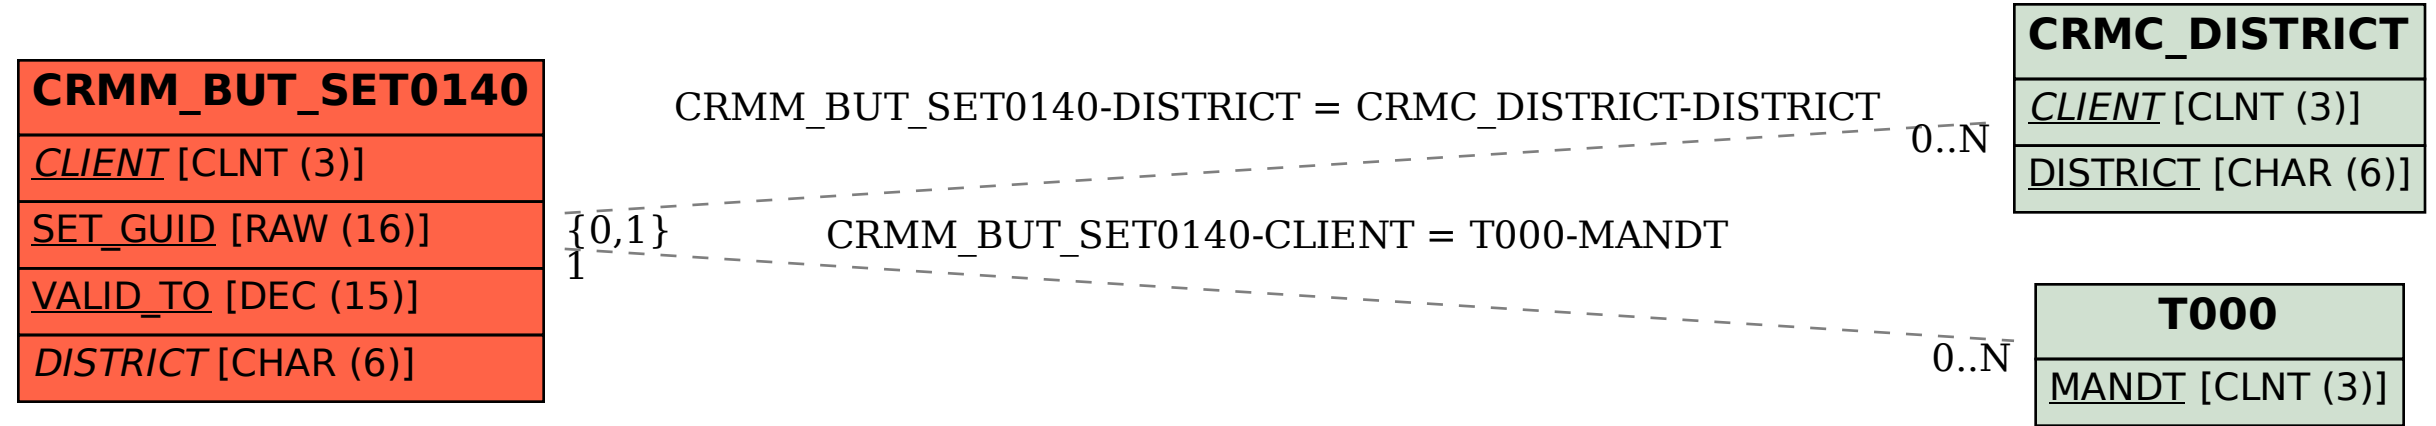 CRMM_BUT_SET0140
CLIENT [CLNT (3)]
SET_GUID [RAW (16)]
VALID_TO [DEC (15)]
DISTRICT [CHAR (6)]
CRMM_BUT_SET0140-DISTRICT = CRMC_DISTRICT-DISTRICT
0..N
{0,1}
CRMM_BUT_SET0140-CLIENT = T000-MANDT
1
0..N
CRMC_DISTRICT
CLIENT [CLNT (3)]
DISTRICT [CHAR (6)]
T000
MANDT [CLNT (3)]